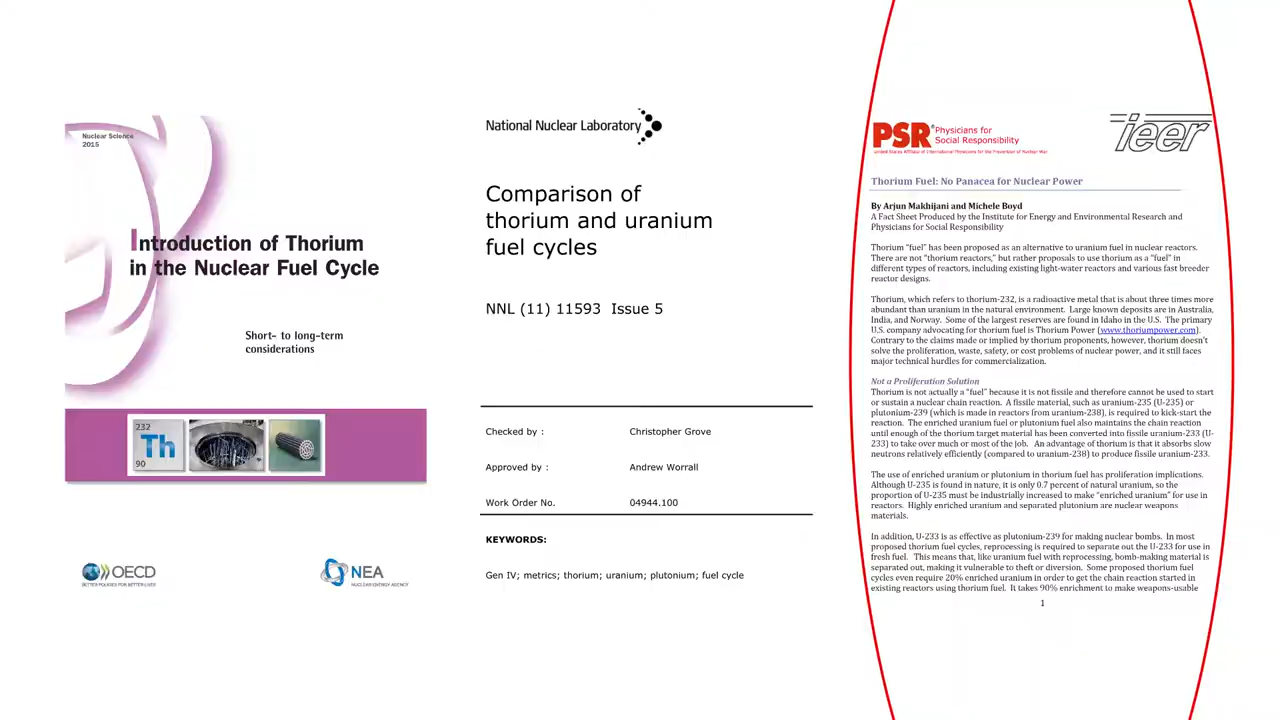 Nuclear Science
2015
Introduction of Thorium
in the Nuclear Fuel Cycle
Short- to long-term
considerations
232
Th
90
OECD
BETTER POLICIES FOR BETTER LIVES
NEA
NUCLEAR ENERGY AGENCY
National Nuclear Laboratory
Comparison of
thorium and uranium
fuel cycles
NNL (11) 11593 Issue 5
Checked by : Christopher Grove
Approved by : Andrew Worrall
Work Order No. 04944.100
KEYWORDS:
Gen IV; metrics; thorium; uranium; plutonium; fuel cycle
PSR® Physicians for
Social Responsibility
United States Affiliate of International Physicians for the Prevention of Nuclear War
ieer
Thorium Fuel: No Panacea for Nuclear Power
By Arjun Makhijani and Michele Boyd
A Fact Sheet Produced by the Institute for Energy and Environmental Research and
Physicians for Social Responsibility
Thorium “fuel” has been proposed as an alternative to uranium fuel in nuclear reactors.
There are not “thorium reactors,” but rather proposals to use thorium as a “fuel” in
different types of reactors, including existing light-water reactors and various fast breeder
reactor designs.
Thorium, which refers to thorium-232, is a radioactive metal that is about three times more
abundant than uranium in the natural environment. Large known deposits are in Australia,
India, and Norway. Some of the largest reserves are found in Idaho in the U.S. The primary
U.S. company advocating for thorium fuel is Thorium Power (www.thoriumpower.com).
Contrary to the claims made or implied by thorium proponents, however, thorium doesn’t
solve the proliferation, waste, safety, or cost problems of nuclear power, and it still faces
major technical hurdles for commercialization.
Not a Proliferation Solution
Thorium is not actually a “fuel” because it is not fissile and therefore cannot be used to start
or sustain a nuclear chain reaction. A fissile material, such as uranium-235 (U-235) or
plutonium-239 (which is made in reactors from uranium-238), is required to kick-start the
reaction. The enriched uranium fuel or plutonium fuel also maintains the chain reaction
until enough of the thorium target material has been converted into fissile uranium-233 (U-
233) to take over much or most of the job. An advantage of thorium is that it absorbs slow
neutrons relatively efficiently (compared to uranium-238) to produce fissile uranium-233.
The use of enriched uranium or plutonium in thorium fuel has proliferation implications.
Although U-235 is found in nature, it is only 0.7 percent of natural uranium, so the
proportion of U-235 must be industrially increased to make “enriched uranium” for use in
reactors. Highly enriched uranium and separated plutonium are nuclear weapons
materials.
In addition, U-233 is as effective as plutonium-239 for making nuclear bombs. In most
proposed thorium fuel cycles, reprocessing is required to separate out the U-233 for use in
fresh fuel. This means that, like uranium fuel with reprocessing, bomb-making material is
separated out, making it vulnerable to theft or diversion. Some proposed thorium fuel
cycles even require 20% enriched uranium in order to get the chain reaction started in
existing reactors using thorium fuel. It takes 90% enrichment to make weapons-usable
1